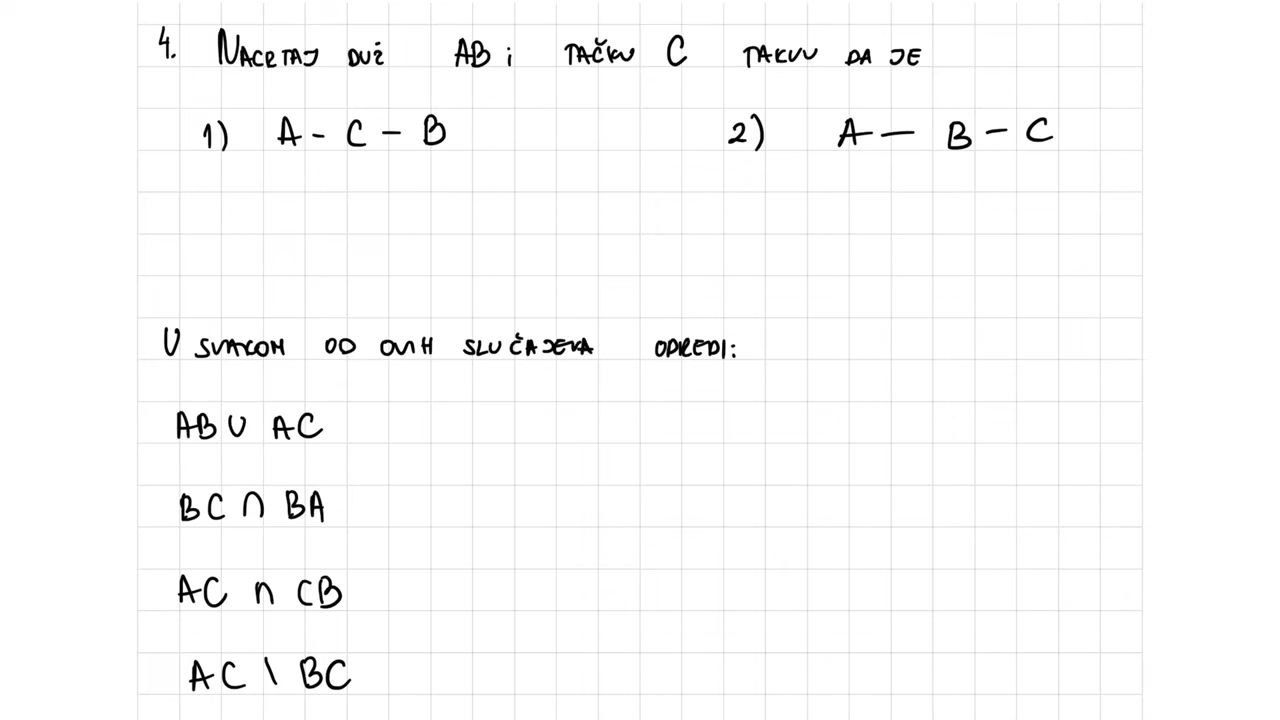 4. NACRTAJ DUŽ AB i TAČKU C TAKVU DA JE
1) A - C - B 2) A - B - C
U SVAKOM OD OVIH SLUČAJEVA ODREDI:
AB ∪ AC
BC ∩ BA
AC ∩ CB
AC \ BC